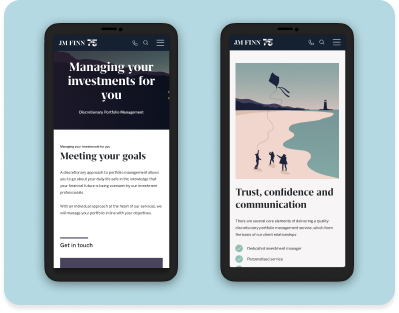 JM FINN 75
Managing your
investments for
you
Discretionary Portfolio Management
Managing your investments for you
Meeting your goals
A discretionary approach to portfolio management allows
you to go about your daily life safe in the knowledge that
your financial future is being overseen by our investment
professionals.
With an individual approach at the heart of our services, we
will manage your portfolio in line with your objectives.
Get in touch
JM FINN 75
Trust, confidence and
communication
There are several core elements of delivering a quality
discretionary portfolio management service, which form
the basis of our client relationships:
Dedicated investment manager
Personalised service